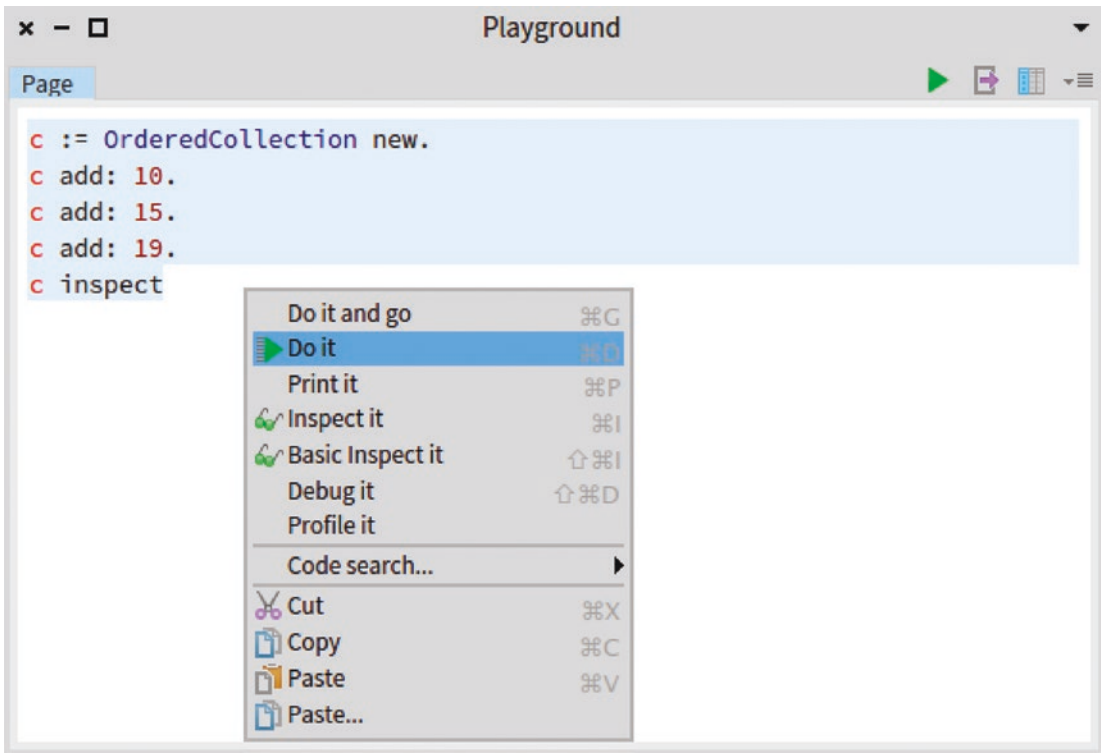 Playground
Page
c := OrderedCollection new.
c add: 10.
c add: 15.
c add: 19.
c inspect
Do it and go ⌘G
Do it ⌘D
Print it ⌘P
Inspect it ⌘I
Basic Inspect it ⇧⌘I
Debug it ⇧⌘D
Profile it
Code search...
Cut ⌘X
Copy ⌘C
Paste ⌘V
Paste...